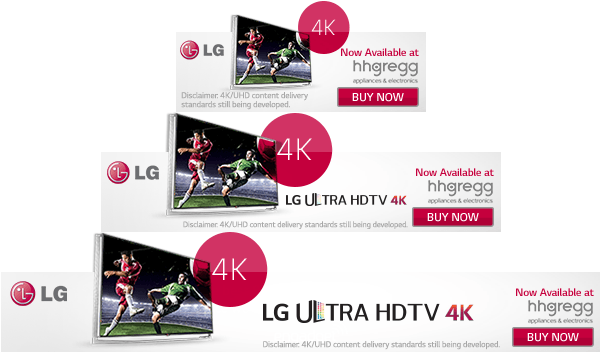 4K
LG
Now Available at
hhgregg
appliances & electronics
Disclaimer: 4K/UHD content delivery
standards still being developed.
BUY NOW
4K
LG
Now Available at
hhgregg
appliances & electronics
LG ULTRA HDTV 4K
BUY NOW
Disclaimer: 4K/UHD content delivery standards still being developed.
4K
LG
Now Available at
hhgregg
appliances & electronics
LG ULTRA HDTV 4K
BUY NOW
Disclaimer: 4K/UHD content delivery standards still being developed.